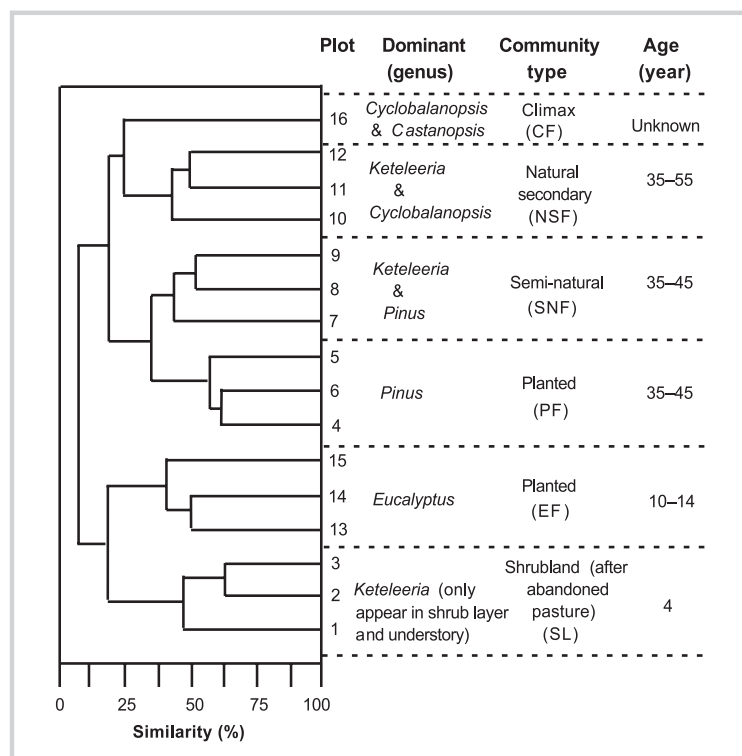 Plot Dominant (genus) Community type Age (year)
16 Cyclobalanopsis & Castanopsis Climax (CF) Unknown
12
11
10
Keteleeria & Cyclobalanopsis
Natural secondary (NSF)
35–55
9
8
7
Keteleeria & Pinus
Semi-natural (SNF)
35–45
5
6
4
Pinus
Planted (PF)
35–45
15
14
13
Eucalyptus
Planted (EF)
10–14
3
2
1
Keteleeria (only appear in shrub layer and understory)
Shrubland (after abandoned pasture) (SL)
4
0 25 50 75 100
Similarity (%)